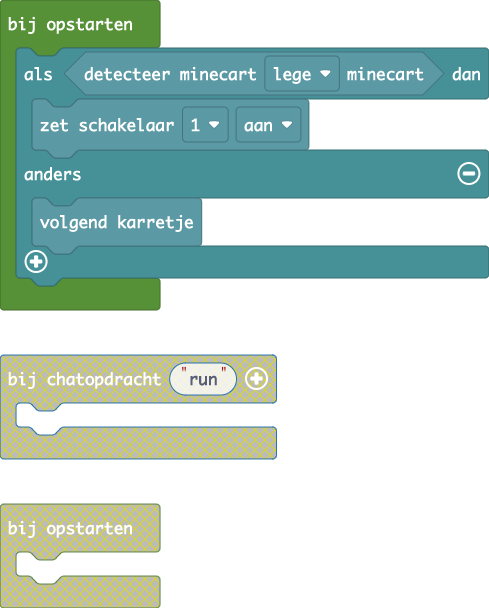 bij opstarten
als detecteer minecart lege minecart dan
zet schakelaar 1 aan
anders
volgend karretje
bij chatopdracht "run"
bij opstarten